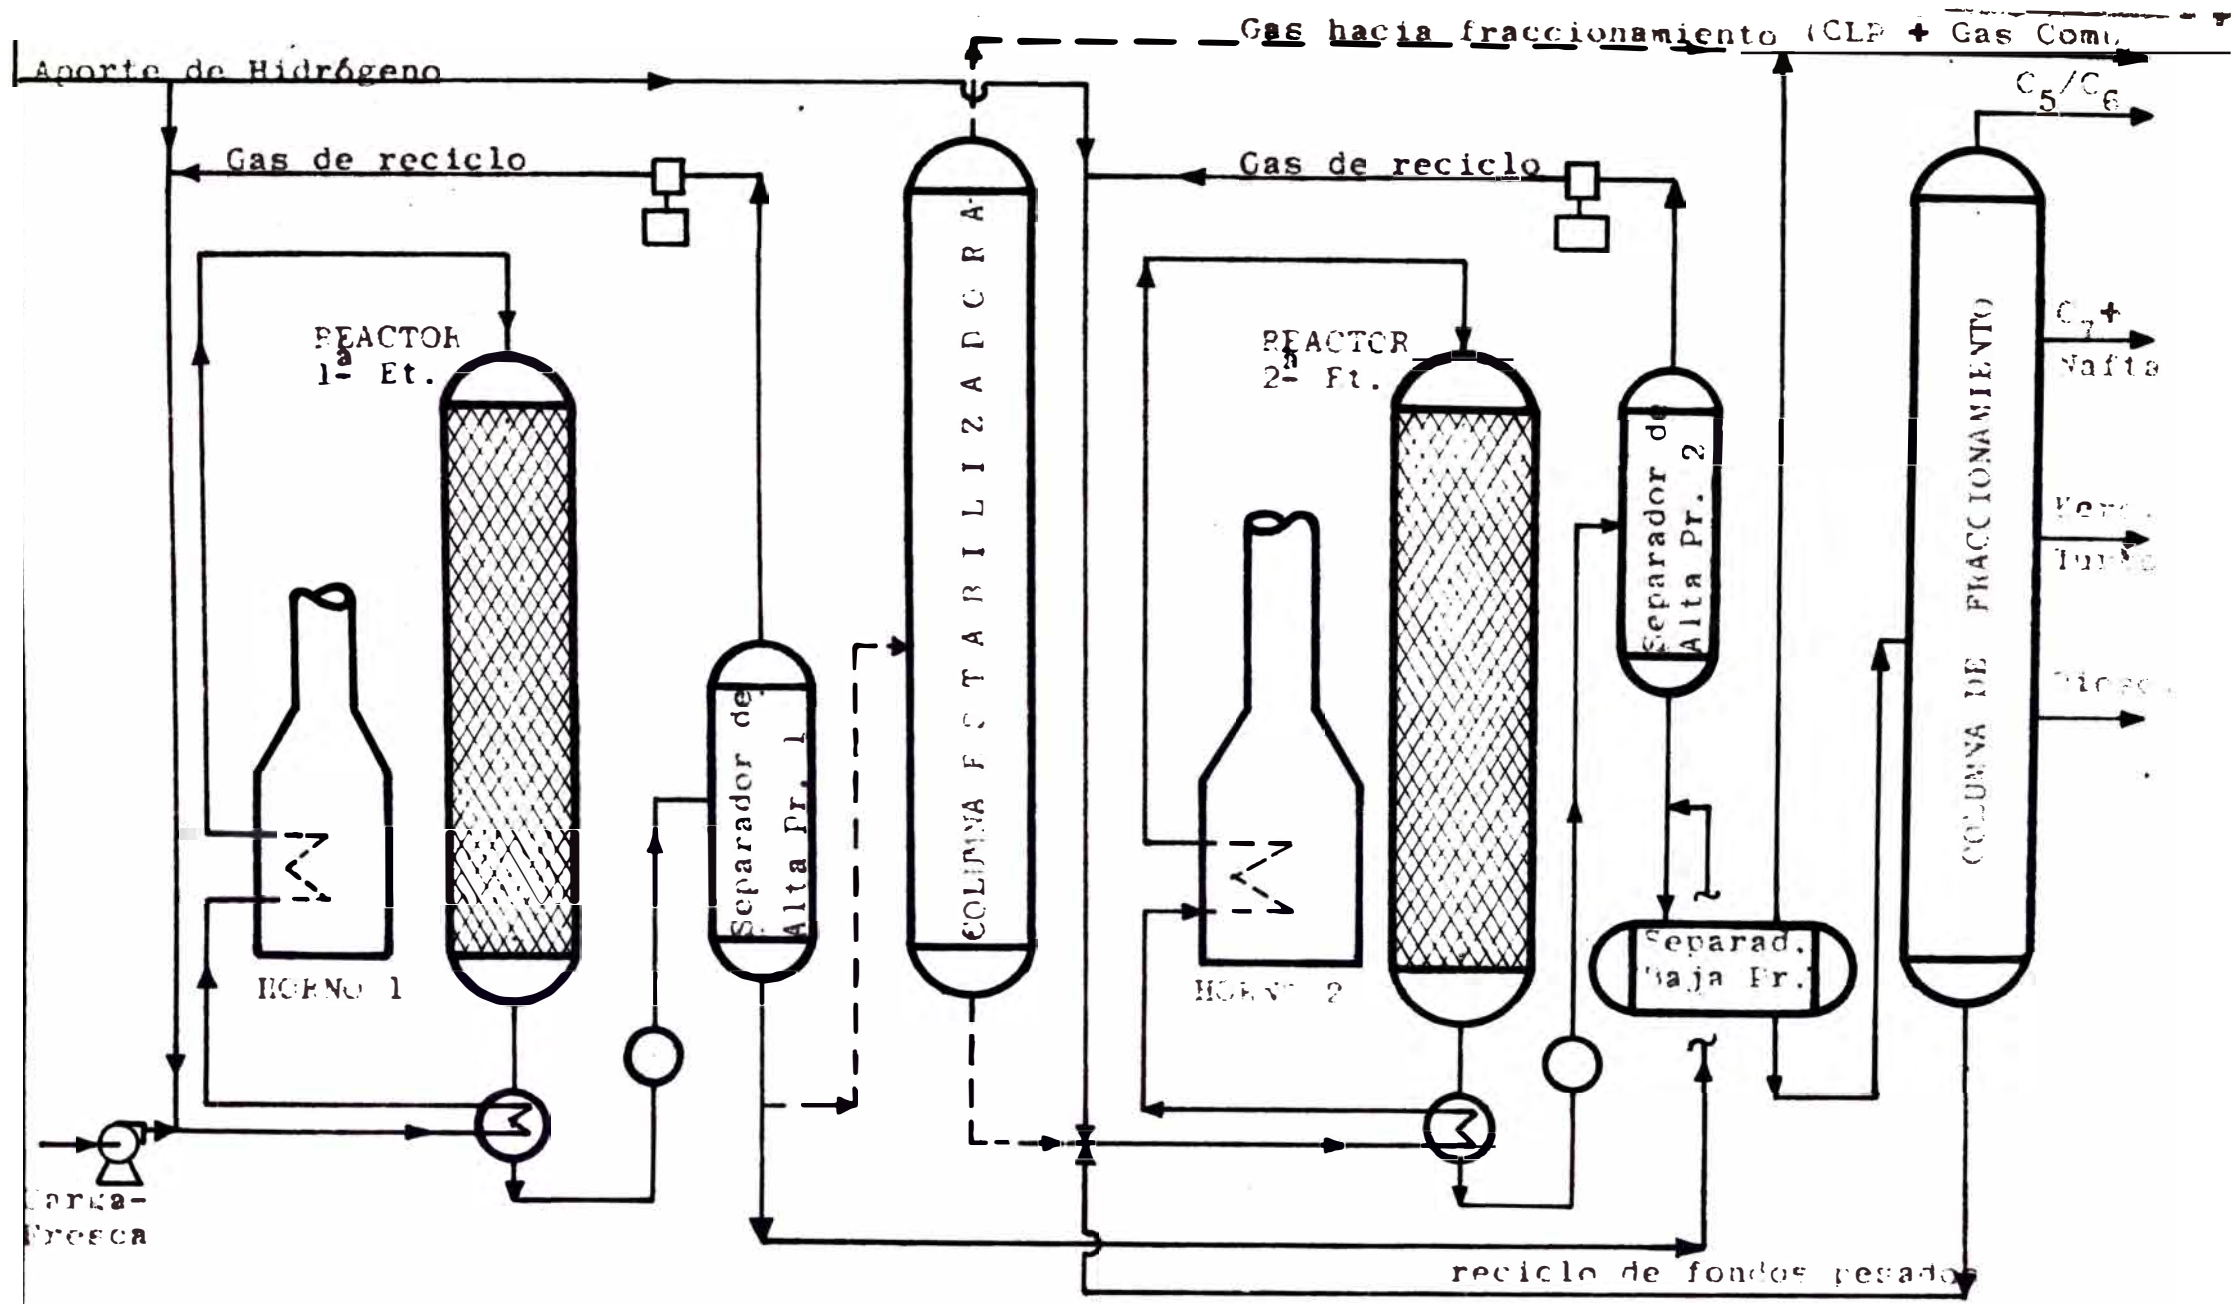 Gas hacia fraccionamiento (CLP + Gas
Aporte de Hidrógeno
C5/C6
Gas de reciclo
Gas de reciclo
REACTOR
1ª Et.
REACTOR
2ª Et.
Nafta
COLUMNA ESTABILIZADORA
Separador de
Alta Pr. 1
Separador de
Alta Pr. 2
COLUMNA DE FRACCIONAMIENTO
HORNO 1
HORNO 2
Separad.
Baja Pr.
Carga-
Fresca
reciclo de fondos pesados